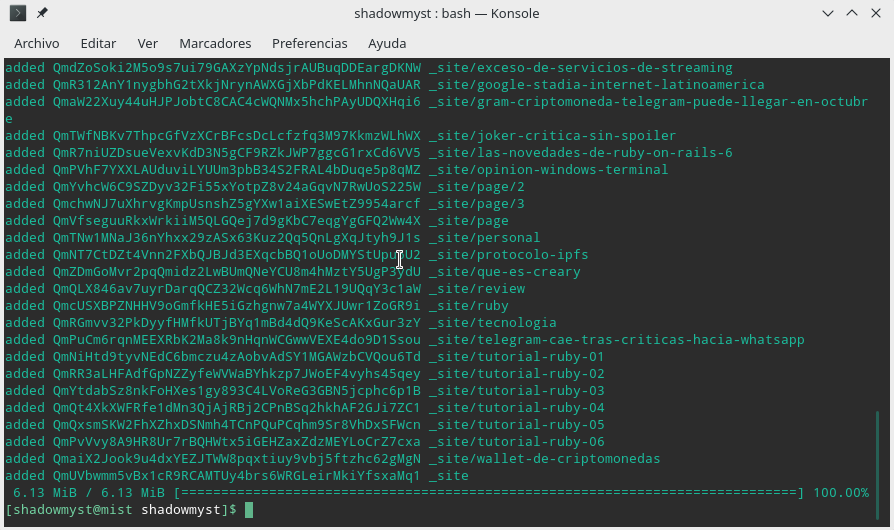 shadowmyst : bash — Konsole
Archivo Editar Ver Marcadores Preferencias Ayuda
added QmdZoSoki2M5o9s7ui79GAXzYpNdsjrAUBuqDDEargDKNW _site/exceso-de-servicios-de-streaming
added QmR312AnY1nygbhG2tXkjNrynAWXGjXbPdKELMhnNQaUAR _site/google-stadia-internet-latinoamerica
added QmaW22Xuy44uHJPJobtC8CAC4cWQNMx5hchPAyUDQXHqi6 _site/gram-criptomoneda-telegram-puede-llegar-en-octubr
e
added QmTWfNBKv7ThpcGfVzXCrBFcsDcLcfzfq3M97KkmzWLhWX _site/joker-critica-sin-spoiler
added QmR7niUZDsueVexvKdD3N5gCF9RZkJWP7ggcG1rxCd6VV5 _site/las-novedades-de-ruby-on-rails-6
added QmPVhF7YXXLAUduviLYUUm3pbB34S2FRAL4bDuqe5p8qMZ _site/opinion-windows-terminal
added QmYvhcW6C9SZDyv32Fi55xYotpZ8v24aGqvN7RwUoS225W _site/page/2
added QmchwNJ7uXhrvgKmpUsnshZ5gYXw1aiXESwEtZ9954arcf _site/page/3
added QmVfseguuRkxWrkiiM5QLGQej7d9gKbC7eqgYgGFQ2Ww4X _site/page
added QmTNw1MNaJ36nYhxx29zASx63Kuz2Qq5QnLgXqJtyh9J1s _site/personal
added _site/protocolo-ipfs
added _site/que-es-creary
added QmQLX846av7uyrDarqQCZ32Wcq6WhN7mE2L19UQqY3c1aW _site/review
added QmcUSXBPZNHHV9oGmfkHE5iGzhgnw7a4WYXJUwr1ZoGR9i _site/ruby
added QmRGmvv32PkDyyfHMfkUTjBYq1mBd4dQ9KeScAKxGur3zY _site/tecnologia
added QmPuCm6rqnMEEXRbK2Ma8k9nHqnWCGwwVEXE4do9D1Ssou _site/telegram-cae-tras-criticas-hacia-whatsapp
added QmNiHtd9tyvNEdC6bmczu4zAobvAdSY1MGAWzbCVQou6Td _site/tutorial-ruby-01
added QmRR3aLHFAdfGpNZZyfeWVWaBYhkzp7JWoEF4vyhs45qey _site/tutorial-ruby-02
added QmYtdabSz8nkFoHXes1gy893C4LVoReG3GBN5jcphc6p1B _site/tutorial-ruby-03
added QmQt4XkXWFRfe1dMn3QjAjRBj2CPnBSq2hkhAF2GJi7ZC1 _site/tutorial-ruby-04
added QmQxsmSKW2FhXZhxDSNmh4TCnPQuPCqhm9Sr8VhDxSFWcn _site/tutorial-ruby-05
added QmPvVvy8A9HR8Ur7rBQHWtx5iGEHZaxZdzMEYLoCrZ7cxa _site/tutorial-ruby-06
added QmaiX2Jook9u4dxYEZJTWW8pqxtiuy9vbj5ftzhc62gMgN _site/wallet-de-criptomonedas
added QmUVbwmm5vBx1cR9RCAMTUy4brs6WRGLeirMkiYfsxaMq1 _site
6.13 MiB / 6.13 MiB [==============================================================================] 100.00%
[shadowmyst@mist shadowmyst]$